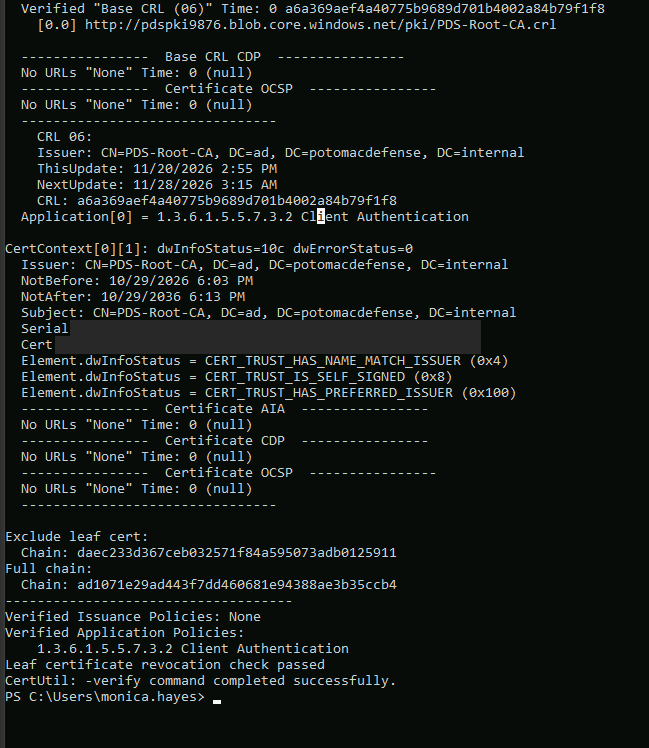 Verified "Base CRL (06)" Time: 0 a6a369aef4a40775b9689d701b4002a84b79f1f8
[0.0] http://pdspki9876.blob.core.windows.net/pki/PDS-Root-CA.crl
---------------- Base CRL CDP ----------------
No URLs "None" Time: 0 (null)
---------------- Certificate OCSP ----------------
No URLs "None" Time: 0 (null)
--------------------------------
CRL 06:
Issuer: CN=PDS-Root-CA, DC=ad, DC=potomacdefense, DC=internal
ThisUpdate: 11/20/2026 2:55 PM
NextUpdate: 11/28/2026 3:15 AM
CRL: a6a369aef4a40775b9689d701b4002a84b79f1f8
Application[0] = 1.3.6.1.5.5.7.3.2 Client Authentication
CertContext[0][1]: dwInfoStatus=10c dwErrorStatus=0
Issuer: CN=PDS-Root-CA, DC=ad, DC=potomacdefense, DC=internal
NotBefore: 10/29/2026 6:03 PM
NotAfter: 10/29/2036 6:13 PM
Subject: CN=PDS-Root-CA, DC=ad, DC=potomacdefense, DC=internal
Serial
Cert
Element.dwInfoStatus = CERT_TRUST_HAS_NAME_MATCH_ISSUER (0x4)
Element.dwInfoStatus = CERT_TRUST_IS_SELF_SIGNED (0x8)
Element.dwInfoStatus = CERT_TRUST_HAS_PREFERRED_ISSUER (0x100)
---------------- Certificate AIA ----------------
No URLs "None" Time: 0 (null)
---------------- Certificate CDP ----------------
No URLs "None" Time: 0 (null)
---------------- Certificate OCSP ----------------
No URLs "None" Time: 0 (null)
--------------------------------
Exclude leaf cert:
Chain: daec233d367ceb032571f84a595073adb0125911
Full chain:
Chain: ad1071e29ad443f7dd460681e94388ae3b35ccb4
------------------------------------
Verified Issuance Policies: None
Verified Application Policies:
1.3.6.1.5.5.7.3.2 Client Authentication
Leaf certificate revocation check passed
CertUtil: -verify command completed successfully.
PS C:\Users\monica.hayes>